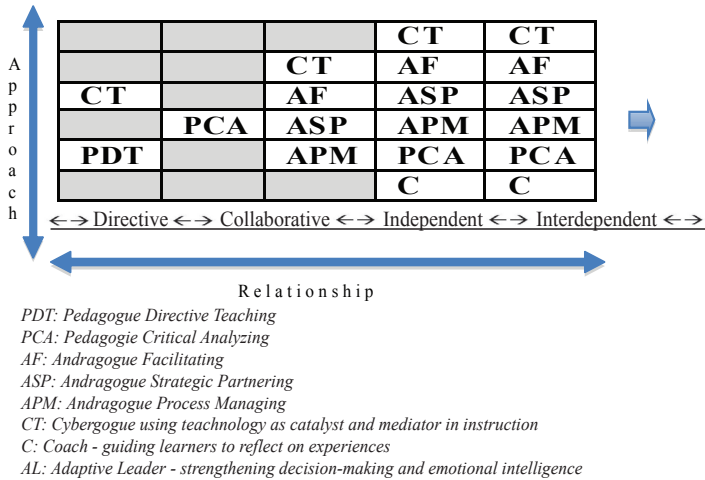 Approach
CT CT
CT AF AF
CT AF ASP ASP
PCA ASP APM APM
PDT APM PCA PCA
C C
←→ Directive ←→ Collaborative ←→ Independent ←→ Interdependent ←→
Relationship
PDT: Pedagogue Directive Teaching
PCA: Pedagogie Critical Analyzing
AF: Andragogue Facilitating
ASP: Andragogue Strategic Partnering
APM: Andragogue Process Managing
CT: Cybergogue using teachnology as catalyst and mediator in instruction
C: Coach - guiding learners to reflect on experiences
AL: Adaptive Leader - strengthening decision-making and emotional intelligence